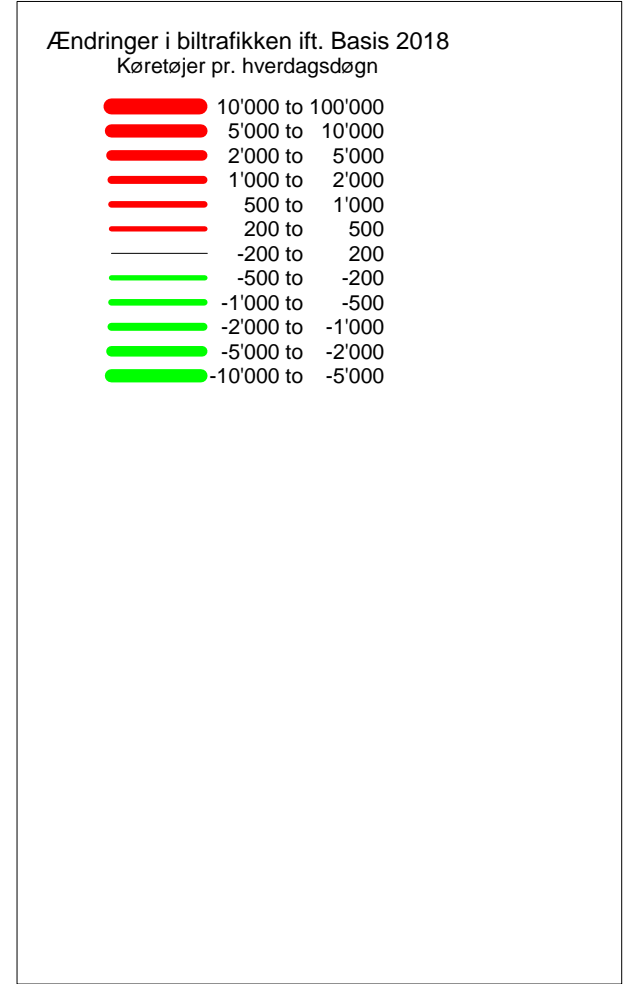 Ændringer i biltrafikken ift. Basis 2018
Køretøjer pr. hverdagsdøgn
10'000 to 100'000
5'000 to 10'000
2'000 to 5'000
1'000 to 2'000
500 to 1'000
200 to 500
-200 to 200
-500 to -200
-1'000 to -500
-2'000 to -1'000
-5'000 to -2'000
-10'000 to -5'000